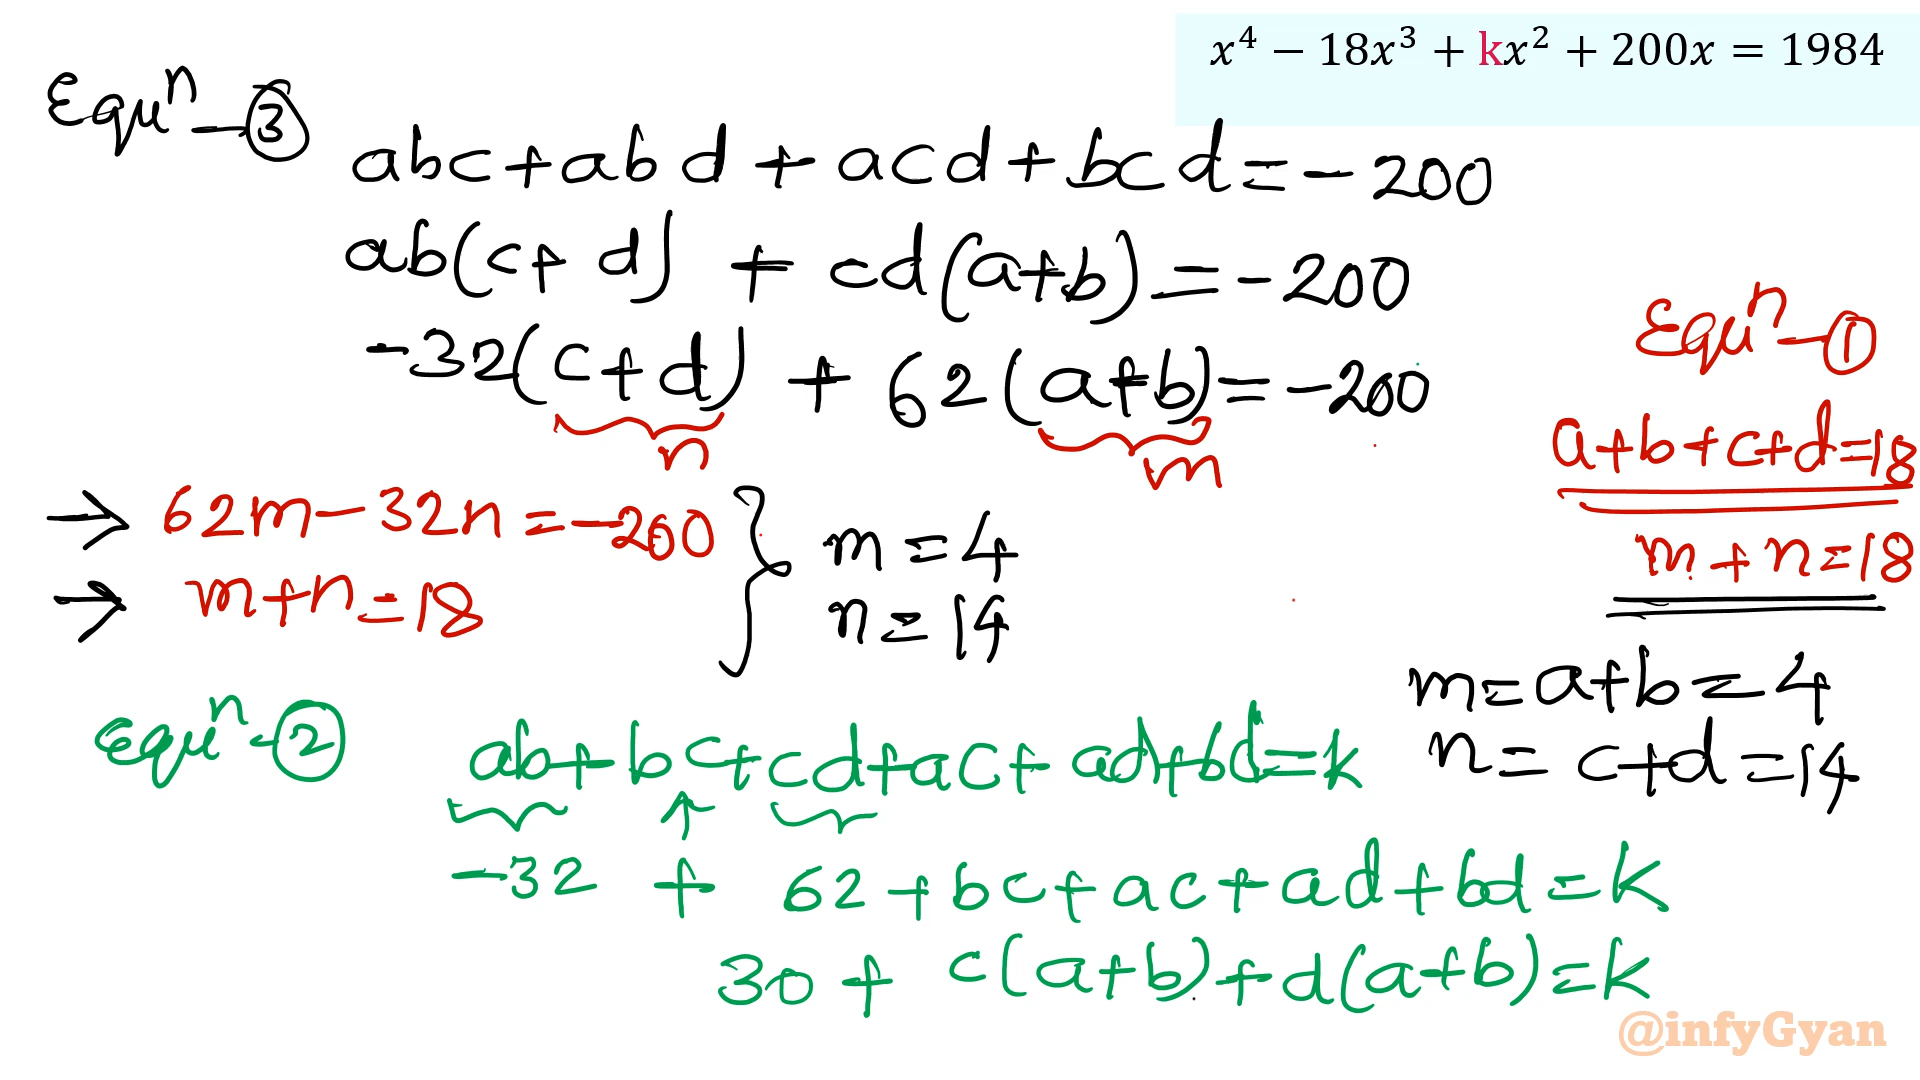 x⁴ − 18x³ + kx² + 200x = 1984
Equⁿ – ③
abc + abd + acd + bcd = −200
ab(c+d) + cd(a+b) = −200
−32(c+d) + 62(a+b) = −200
n m
Equⁿ – ①
a+b+c+d=18
m+n=18
→ 62m − 32n = −200
→ m+n=18
} m = 4
n = 14
m = a+b = 4
n = c+d = 14
Equⁿ – ②
ab+bc+cd+ac+ad+bd=k
−32 + 62+bc+ac+ad+bd=k
30 + c(a+b)+d(a+b)=k
@infyGyan